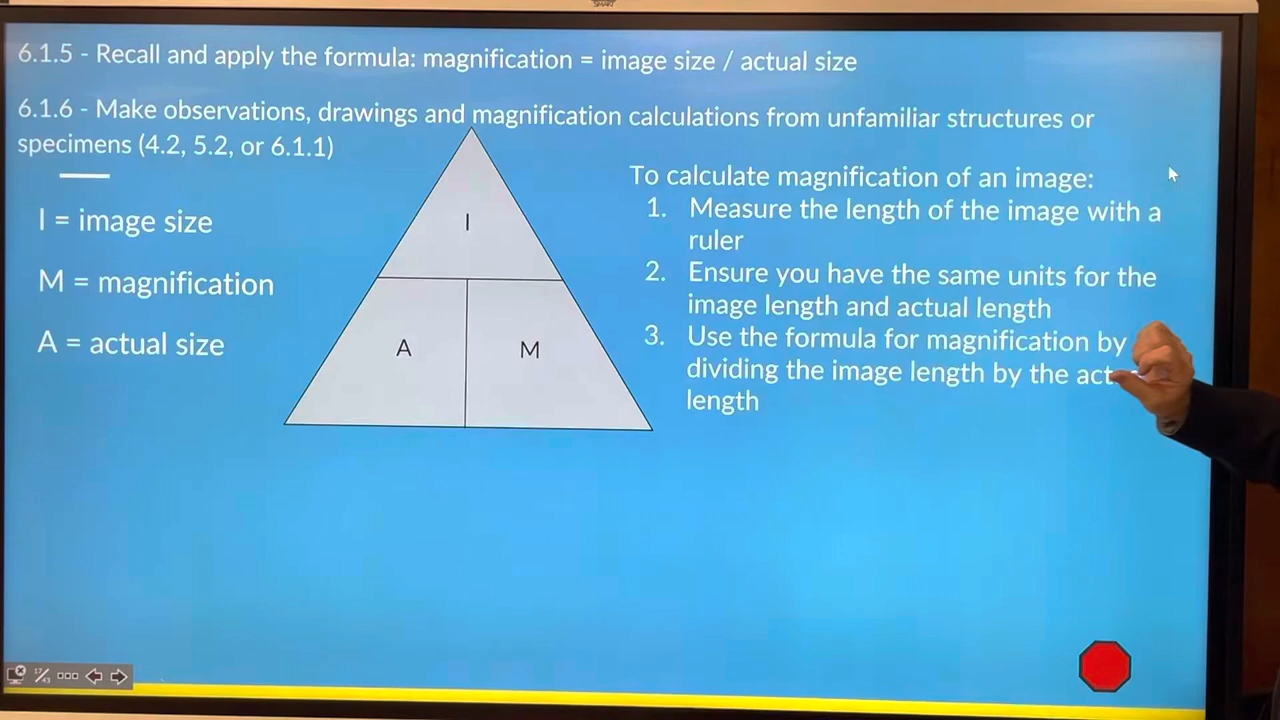 SMART
6.1.5 - Recall and apply the formula: magnification = image size / actual size
6.1.6 - Make observations, drawings and magnification calculations from unfamiliar structures or
specimens (4.2, 5.2, or 6.1.1)
I = image size
M = magnification
A = actual size
I
A
M
To calculate magnification of an image:
1. Measure the length of the image with a
ruler
2. Ensure you have the same units for the
image length and actual length
3. Use the formula for magnification by
dividing the image length by the
length
17/43